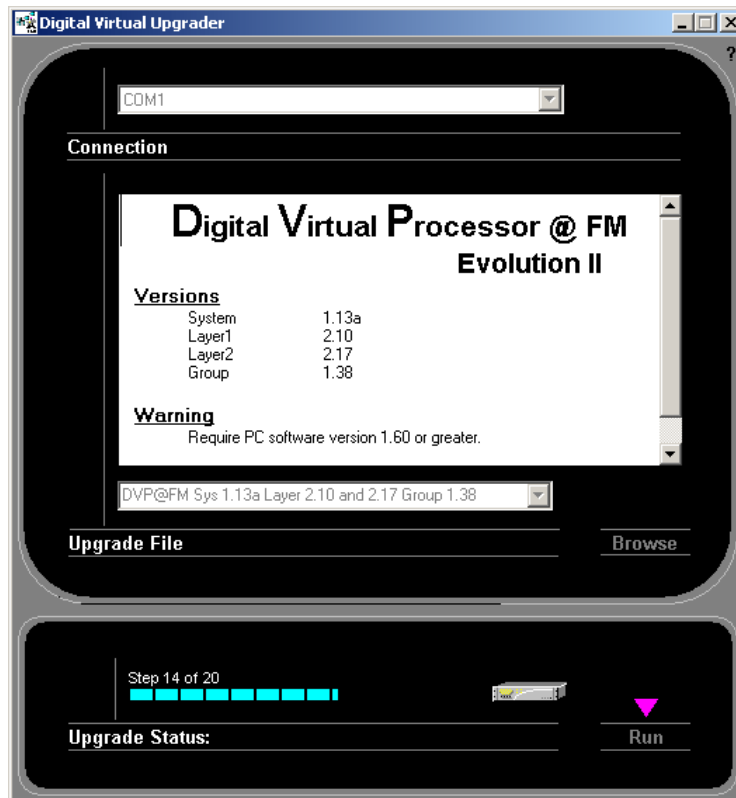 Digital Virtual Upgrader
?
COM1
Connection
Digital Virtual Processor @ FM
Evolution II
Versions
System 1.13a
Layer1 2.10
Layer2 2.17
Group 1.38
Warning
Require PC software version 1.60 or greater.
DVP@FM Sys 1.13a Layer 2.10 and 2.17 Group 1.38
Upgrade File Browse
Step 14 of 20
Upgrade Status: Run